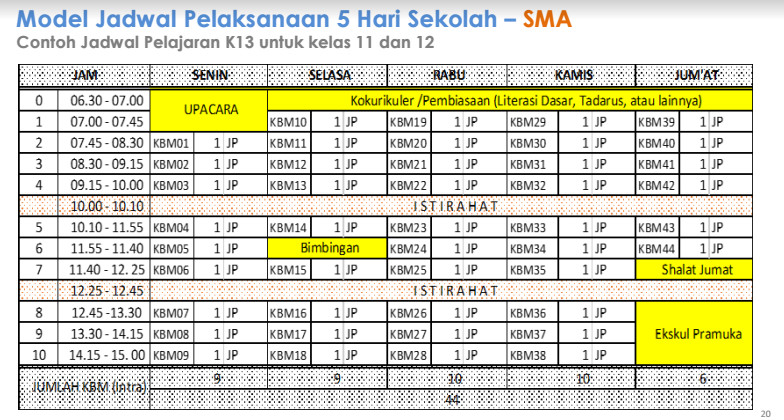 Model Jadwal Pelaksanaan 5 Hari Sekolah – SMA
Contoh Jadwal Pelajaran K13 untuk kelas 11 dan 12
JAM SENIN SELASA RABU KAMIS JUM'AT
0 06.30 - 07.00 UPACARA Kokurikuler /Pembiasaan (Literasi Dasar, Tadarus, atau lainnya)
1 07.00 - 07.45 KBM10 1 JP KBM19 1 JP KBM29 1 JP KBM39 1 JP
2 07.45 - 08.30 KBM01 1 JP KBM11 1 JP KBM20 1 JP KBM30 1 JP KBM40 1 JP
3 08.30 - 09.15 KBM02 1 JP KBM12 1 JP KBM21 1 JP KBM31 1 JP KBM41 1 JP
4 09.15 - 10.00 KBM03 1 JP KBM13 1 JP KBM22 1 JP KBM32 1 JP KBM42 1 JP
10.00 - 10.10 I S T I R A H A T
5 10.10 - 11.55 KBM04 1 JP KBM14 1 JP KBM23 1 JP KBM33 1 JP KBM43 1 JP
6 11.55 - 11.40 KBM05 1 JP Bimbingan KBM24 1 JP KBM34 1 JP KBM44 1 JP
7 11.40 - 12. 25 KBM06 1 JP KBM15 1 JP KBM25 1 JP KBM35 1 JP Shalat Jumat
12.25 - 12.45 I S T I R A H A T
8 12.45 -13.30 KBM07 1 JP KBM16 1 JP KBM26 1 JP KBM36 1 JP Ekskul Pramuka
9 13.30 - 14.15 KBM08 1 JP KBM17 1 JP KBM27 1 JP KBM37 1 JP
10 14.15 - 15. 00 KBM09 1 JP KBM18 1 JP KBM28 1 JP KBM38 1 JP
JUMLAH KBM (Intra) 9 9 10 10 6
44
20